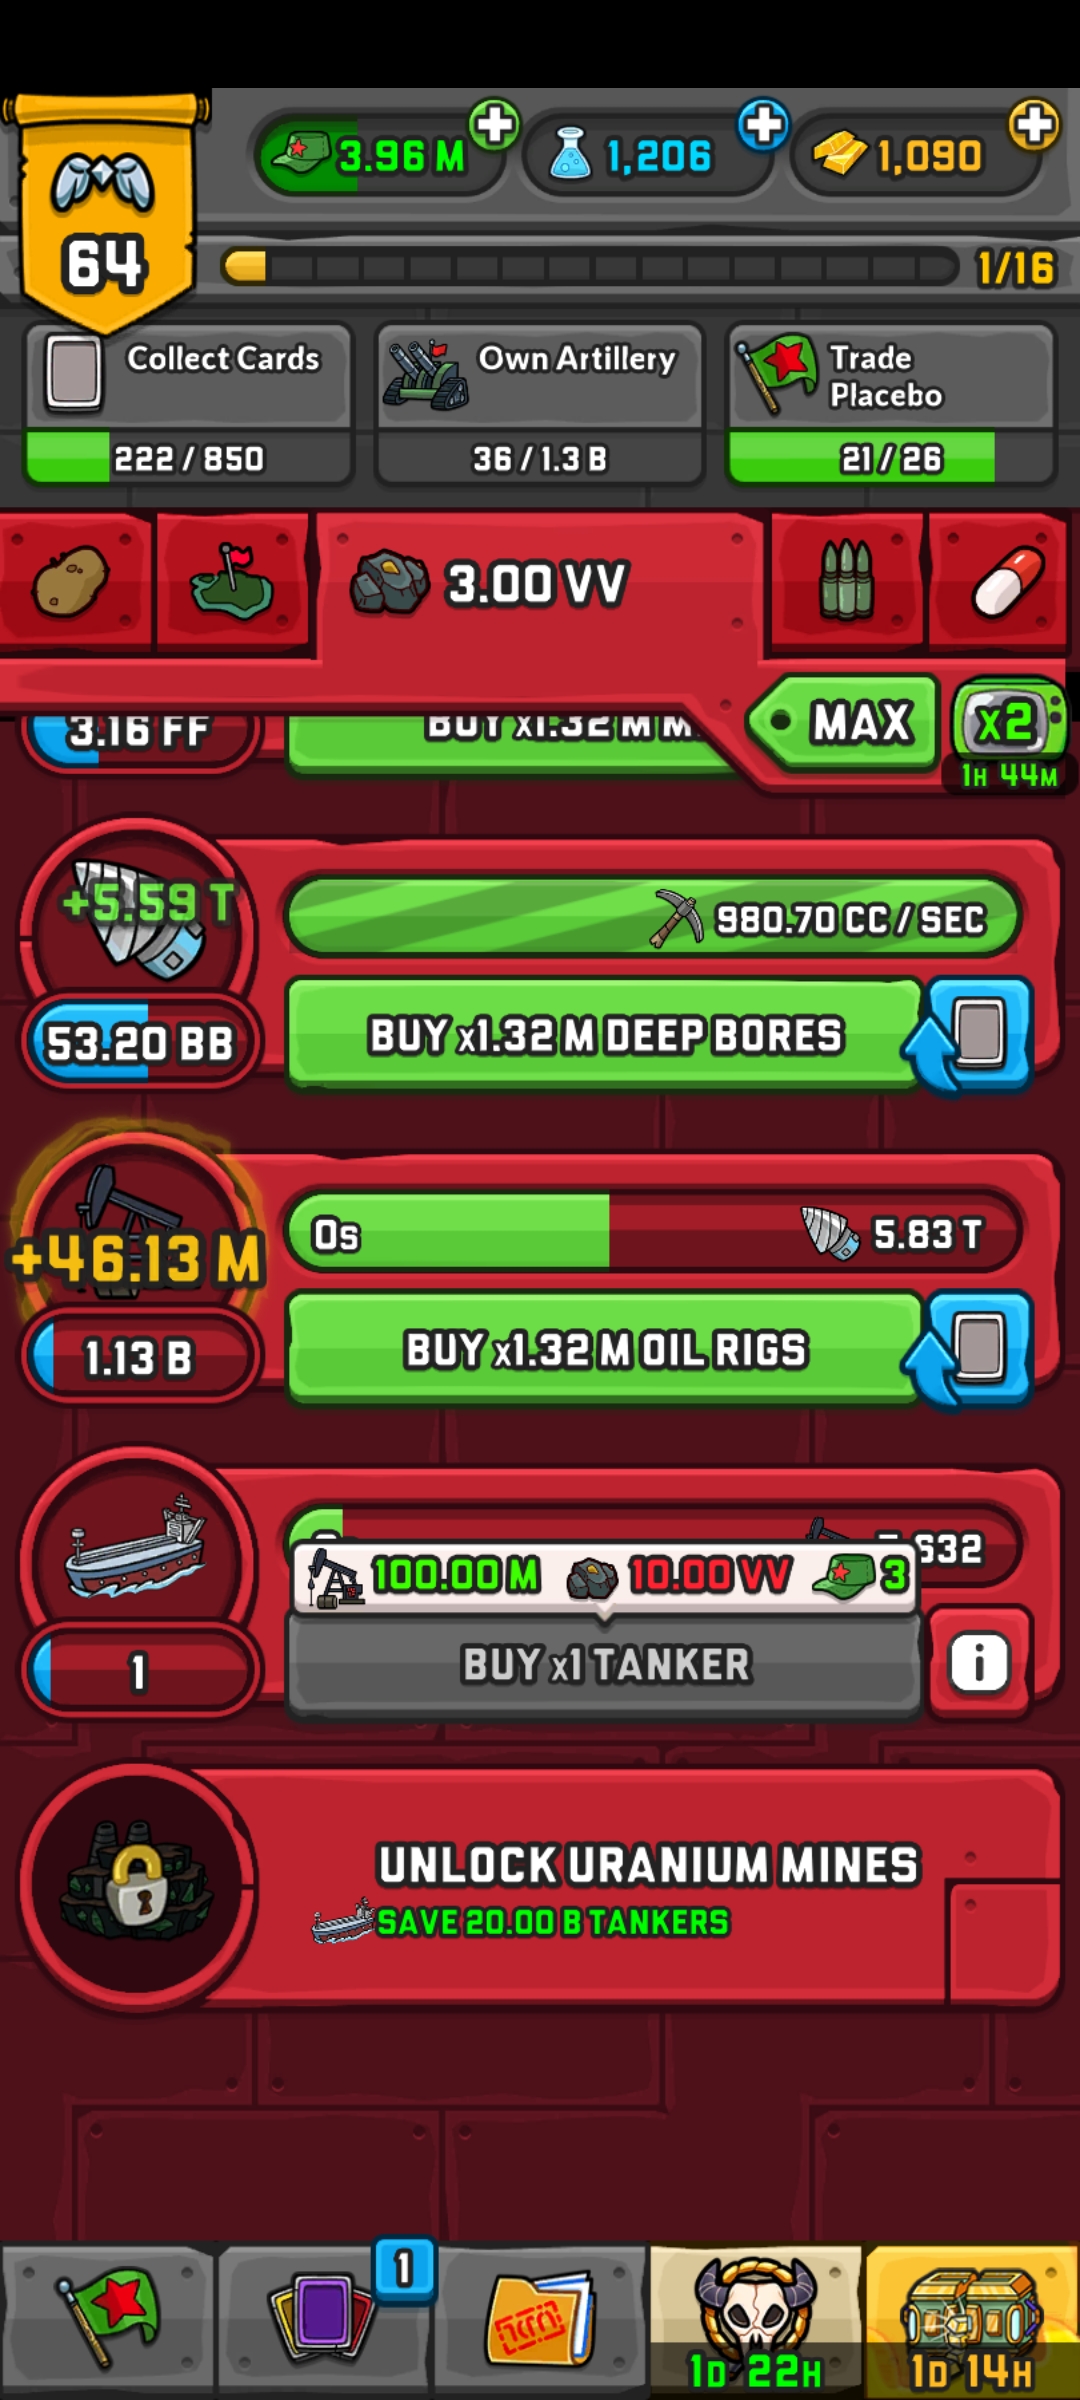 3.96 M
1,206
1,090
64
1/16
Collect Cards
222 / 850
Own Artillery
36 / 1.3 B
Trade
Placebo
21 / 26
3.00 VV
MAX
x2
1H 44M
3.16 FF
BUY x1.32 M M
+5.59 T
980.70 CC / SEC
53.20 BB
BUY x1.32 M DEEP BORES
+46.13 M
0s
5.83 T
1.13 B
BUY x1.32 M OIL RIGS
632
100.00 M
10.00 VV
3
1
BUY x1 TANKER
i
UNLOCK URANIUM MINES
SAVE 20.00 B TANKERS
1
1D 22H
1D 14H